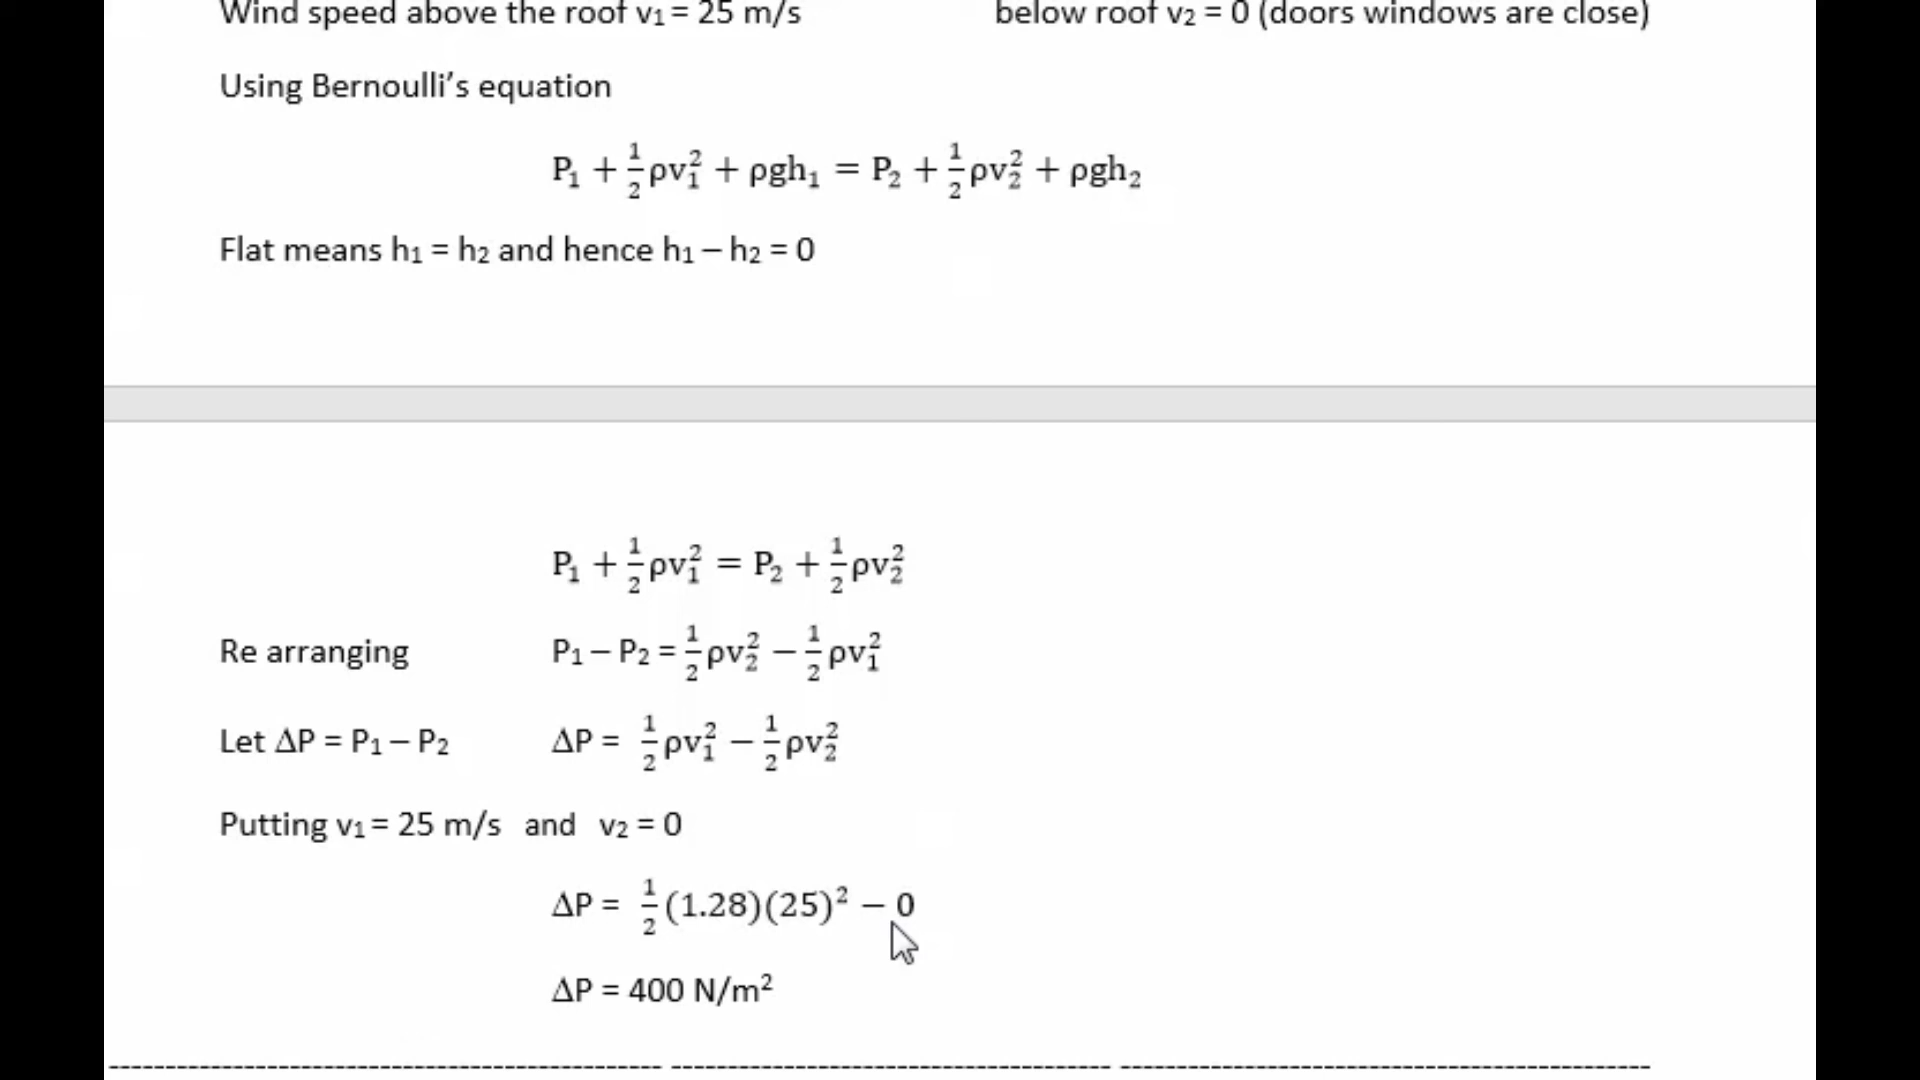 Wind speed above the roof v₁ = 25 m/s below roof v₂ = 0 (doors windows are close)
Using Bernoulli's equation
P₁ + ½ρv₁² + ρgh₁ = P₂ + ½ρv₂² + ρgh₂
Flat means h₁ = h₂ and hence h₁ – h₂ = 0
P₁ + ½ρv₁² = P₂ + ½ρv₂²
Re arranging P₁ – P₂ = ½ρv₂² – ½ρv₁²
Let ΔP = P₁ – P₂ ΔP = ½ρv₁² – ½ρv₂²
Putting v₁ = 25 m/s and v₂ = 0
ΔP = ½(1.28)(25)² – 0
ΔP = 400 N/m²